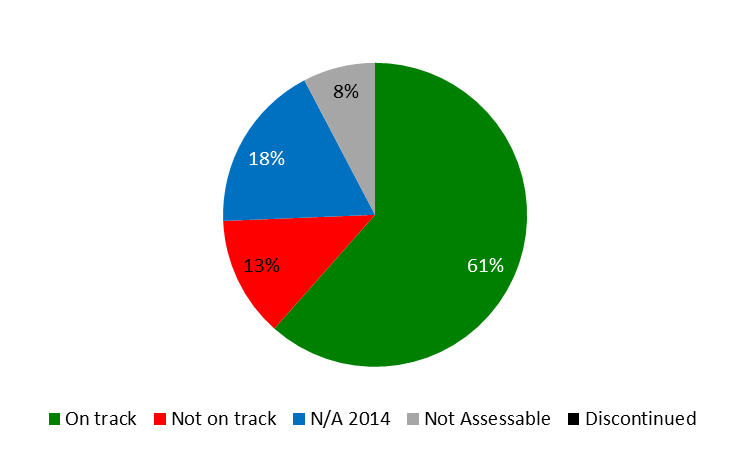 8%
18%
13%
61%
On track Not on track N/A 2014 Not Assessable Discontinued